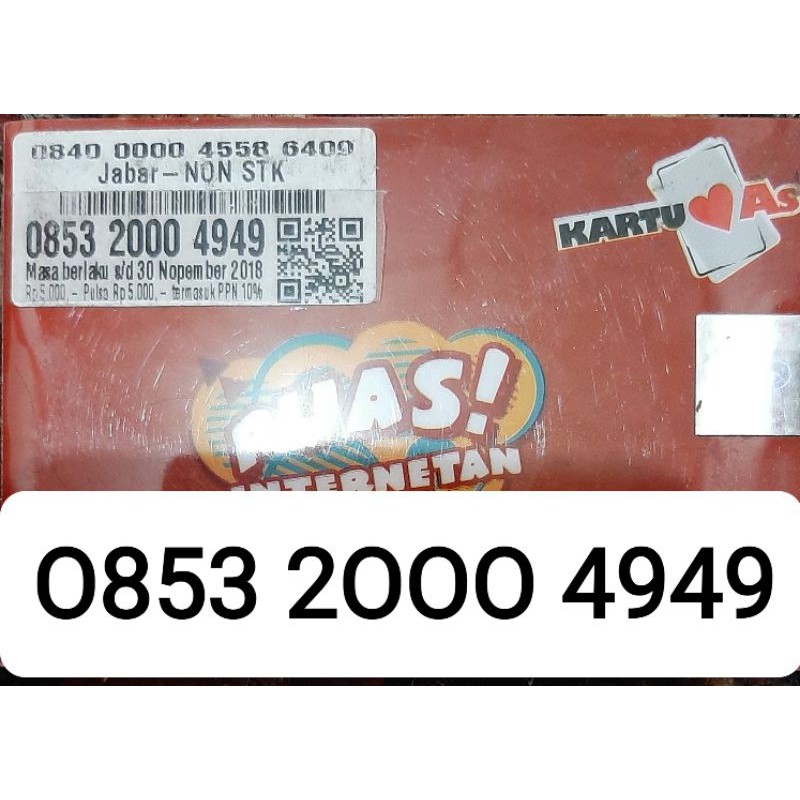 0840 0000 4558 6409
Jabar - NON STK
0853 2000 4949
Masa berlaku s/d 30 Nopember 2018
Rp 5.000, - Pulsa Rp 5.000, - termasuk PPN 10%
KARTU As
PUAS!
INTERNETAN
0853 2000 4949